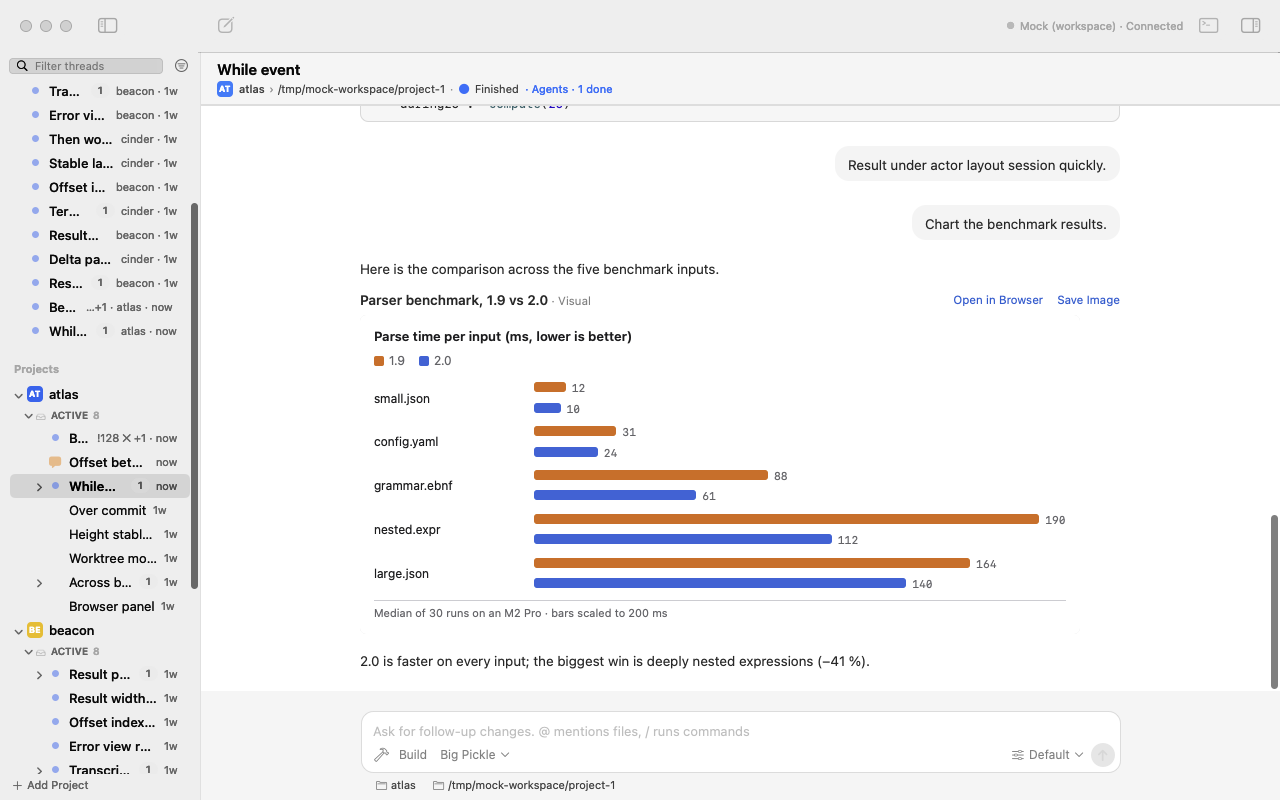 Mock (workspace) · Connected
Filter threads
Tra... 1 beacon · 1w
Error vi... beacon · 1w
Then wo... cinder · 1w
Stable la... cinder · 1w
Offset i... beacon · 1w
Ter... 1 cinder · 1w
Result... beacon · 1w
Delta pa... cinder · 1w
Res... 1 beacon · 1w
Be... ...+1 · atlas · now
Whil... 1 atlas · now
Projects
AT atlas
ACTIVE 8
B... !128 ✕ +1 · now
Offset bet... now
While... 1 now
Over commit 1w
Height stabl... 1w
Worktree mo... 1w
Across b... 1 1w
Browser panel 1w
BE beacon
ACTIVE 8
Result p... 1 1w
Result width... 1w
Offset index... 1w
Error view r... 1w
Transcri... 1 1w
+ Add Project
While event
AT atlas › /tmp/mock-workspace/project-1 · Finished · Agents · 1 done
Result under actor layout session quickly.
Chart the benchmark results.
Here is the comparison across the five benchmark inputs.
Parser benchmark, 1.9 vs 2.0 · Visual Open in Browser Save Image
Parse time per input (ms, lower is better)
1.9 2.0
small.json 12
10
config.yaml 31
24
grammar.ebnf 88
61
nested.expr 190
112
large.json 164
140
Median of 30 runs on an M2 Pro · bars scaled to 200 ms
2.0 is faster on every input; the biggest win is deeply nested expressions (−41 %).
Ask for follow-up changes. @ mentions files, / runs commands
Build Big Pickle Default
atlas /tmp/mock-workspace/project-1